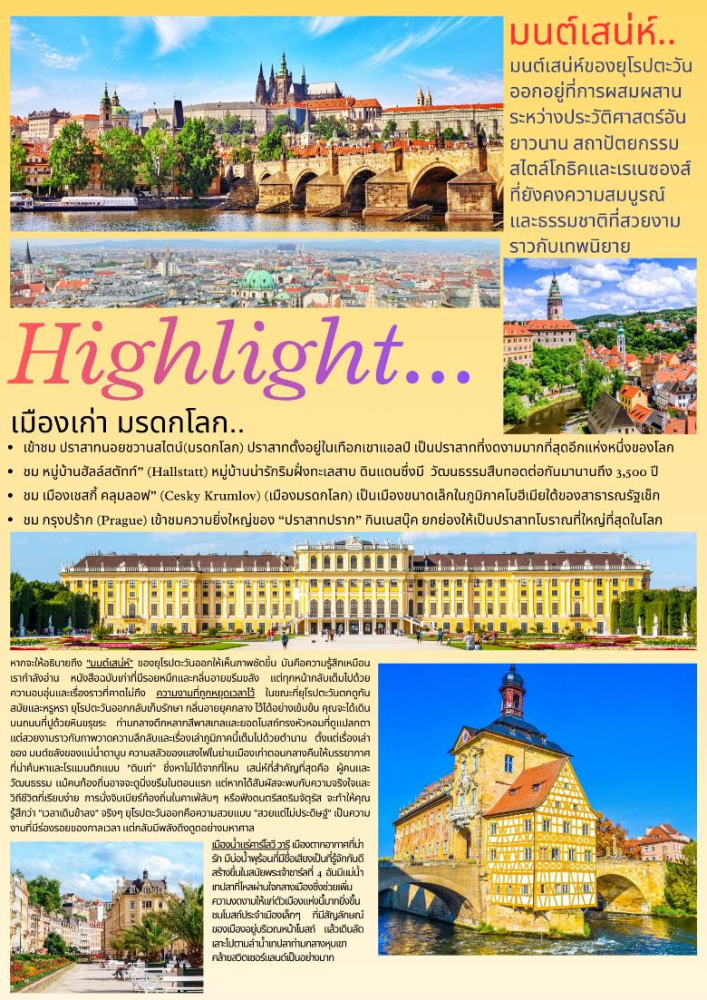 มนต์เสน่ห์..
มนต์เสน่ห์ของยุโรปตะวัน
ออกอยู่ที่การผสมผสาน
ระหว่างประวัติศาสตร์อัน
ยาวนาน สถาปัตยกรรม
สไตล์โกธิคและเรเนซองส์
ที่ยังคงความสมบูรณ์
และธรรมชาติที่สวยงาม
ราวกับเทพนิยาย
Highlight...
เมืองเก่า มรดกโลก..
• เข้าชม ปราสาทนอยชวานสไตน์(มรดกโลก) ปราสาทตั้งอยู่ในเทือกเขาแอลป์ เป็นปราสาทที่งดงามมากที่สุดอีกแห่งหนึ่งของโลก
• ชม หมู่บ้านฮัลล์สตัทท์” (Hallstatt) หมู่บ้านน่ารักริมฝั่งทะเลสาบ ดินแดนซึ่งมี วัฒนธรรมสืบทอดต่อกันมานานถึง 3,500 ปี
• ชม เมืองเชสกี้ คลุมลอฟ” (Cesky Krumlov) (เมืองมรดกโลก) เป็นเมืองขนาดเล็กในภูมิภาคโบฮีเมียใต้ของสาธารณรัฐเช็ก
• ชม กรุงปร้าก (Prague) เข้าชมความยิ่งใหญ่ของ “ปราสาทปราก” กินเนสบุ๊ค ยกย่องให้เป็นปราสาทโบราณที่ใหญ่ที่สุดในโลก
หากจะให้อธิบายถึง "มนต์เสน่ห์" ของยุโรปตะวันออกให้เห็นภาพชัดขึ้น มันคือความรู้สึกเหมือน
เรากำลังอ่าน หนังสือฉบับเก่าที่มีรอยหมึกและกลิ่นอายขรึมขลัง แต่ทุกหน้ากลับเต็มไปด้วย
ความอบอุ่นและเรื่องราวที่คาดไม่ถึง ความงามที่ถูกหยุดเวลาไว้ ในขณะที่ยุโรปตะวันตกดูทัน
สมัยและหรูหรา ยุโรปตะวันออกกลับเก็บรักษา กลิ่นอายยุคกลาง ไว้ได้อย่างเข้มข้น คุณจะได้เดิน
บนถนนที่ปูด้วยหินขรุขระ ท่ามกลางตึกหลากสีพาสเทลและยอดโบสถ์ทรงหัวหอมที่ดูแปลกตา
แต่สวยงามราวกับภาพวาดความลึกลับและเรื่องเล่าภูมิภาคนี้เต็มไปด้วยตำนาน ตั้งแต่เรื่องเล่า
ของ มนต์ขลังของแม่น้ำดานูบ ความสลัวของแสงไฟในย่านเมืองเก่าตอนกลางคืนให้บรรยากาศ
ที่น่าค้นหาและโรแมนติกแบบ "ดิบเท่" ซึ่งหาไม่ได้จากที่ไหน เสน่ห์ที่สำคัญที่สุดคือ ผู้คนและ
วัฒนธรรม แม้คนท้องถิ่นอาจจะดูนิ่งขรึมในตอนแรก แต่หากได้สัมผัสจะพบกับความจริงใจและ
วิถีชีวิตที่เรียบง่าย การนั่งจิบเบียร์ท้องถิ่นในคาเฟ่ลับๆ หรือฟังดนตรีสดริมจัตุรัส จะทำให้คุณ
รู้สึกว่า "เวลาเดินช้าลง" จริงๆ ยุโรปตะวันออกคือความสวยแบบ "สวยแต่ไม่ประดิษฐ์" เป็นความ
งามที่มีร่องรอยของกาลเวลา แต่กลับมีพลังดึงดูดอย่างมหาศาล
เมืองน้ำแร่คาร์โลวี วารี เมืองตากอากาศที่น่า
รัก มีบ่อน้ำพุร้อนที่มีชื่อเสียงเป็นที่รู้จักกันดี
สร้างขึ้นในสมัยพระเจ้าชาร์ลที่ 4 อันมีแม่น้ำ
เทปลาที่ไหลผ่านใจกลางเมืองซึ่งช่วยเพิ่ม
ความงดงามให้แก่ตัวเมืองแห่งนี้มากยิ่งขึ้น
ชมโบสถ์ประจำเมืองเล็กๆ ที่มีสัญลักษณ์
ของเมืองอยู่บริเวณหน้าโบสถ์ แล้วเดินลัด
เลาะไปตามลำน้ำเทปลาท่ามกลางหุบเขา
คล้ายสวิตเซอร์แลนด์เป็นอย่างมาก